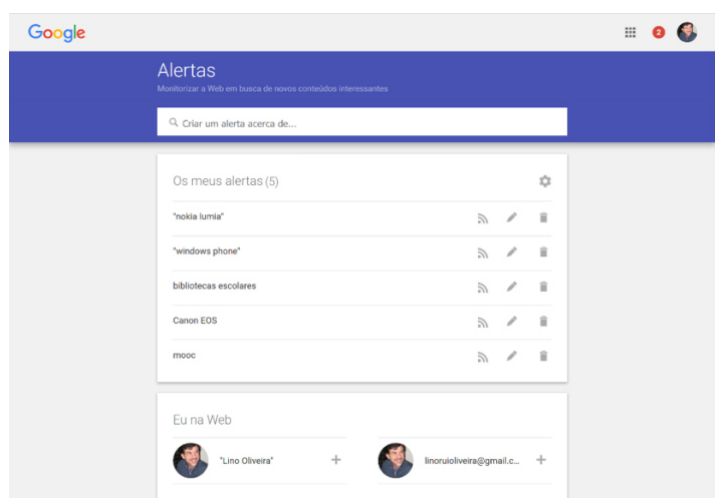 Google
2
Alertas
Monitorizar a Web em busca de novos conteúdos interessantes
Criar um alerta acerca de...
Os meus alertas (5)
"nokia lumia"
"windows phone"
bibliotecas escolares
Canon EOS
mooc
Eu na Web
"Lino Oliveira"
linoruioliveira@gmail.c...